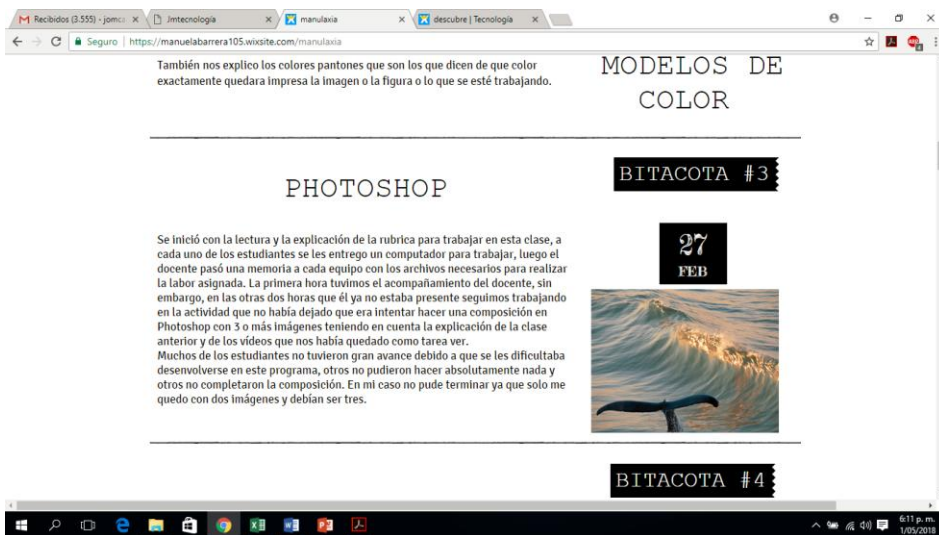 Recibidos (3.555) - jomca
Jmtecnología
manulaxia
descubre | Tecnología
Seguro
https://manuelabarrera105.wixsite.com/manulaxia
También nos explico los colores pantones que son los que dicen de que color
exactamente quedara impresa la imagen o la figura o lo que se esté trabajando.
MODELOS DE
COLOR
BITACOTA #3
PHOTOSHOP
27
FEB
Se inició con la lectura y la explicación de la rubrica para trabajar en esta clase, a
cada uno de los estudiantes se les entrego un computador para trabajar, luego el
docente pasó una memoria a cada equipo con los archivos necesarios para realizar
la labor asignada. La primera hora tuvimos el acompañamiento del docente, sin
embargo, en las otras dos horas que él ya no estaba presente seguimos trabajando
en la actividad que no había dejado que era intentar hacer una composición en
Photoshop con 3 o más imágenes teniendo en cuenta la explicación de la clase
anterior y de los vídeos que nos había quedado como tarea ver.
Muchos de los estudiantes no tuvieron gran avance debido a que se les dificultaba
desenvolverse en este programa, otros no pudieron hacer absolutamente nada y
otros no completaron la composición. En mi caso no pude terminar ya que solo me
quedo con dos imágenes y debían ser tres.
BITACOTA #4
6:11 p. m.
1/05/2018